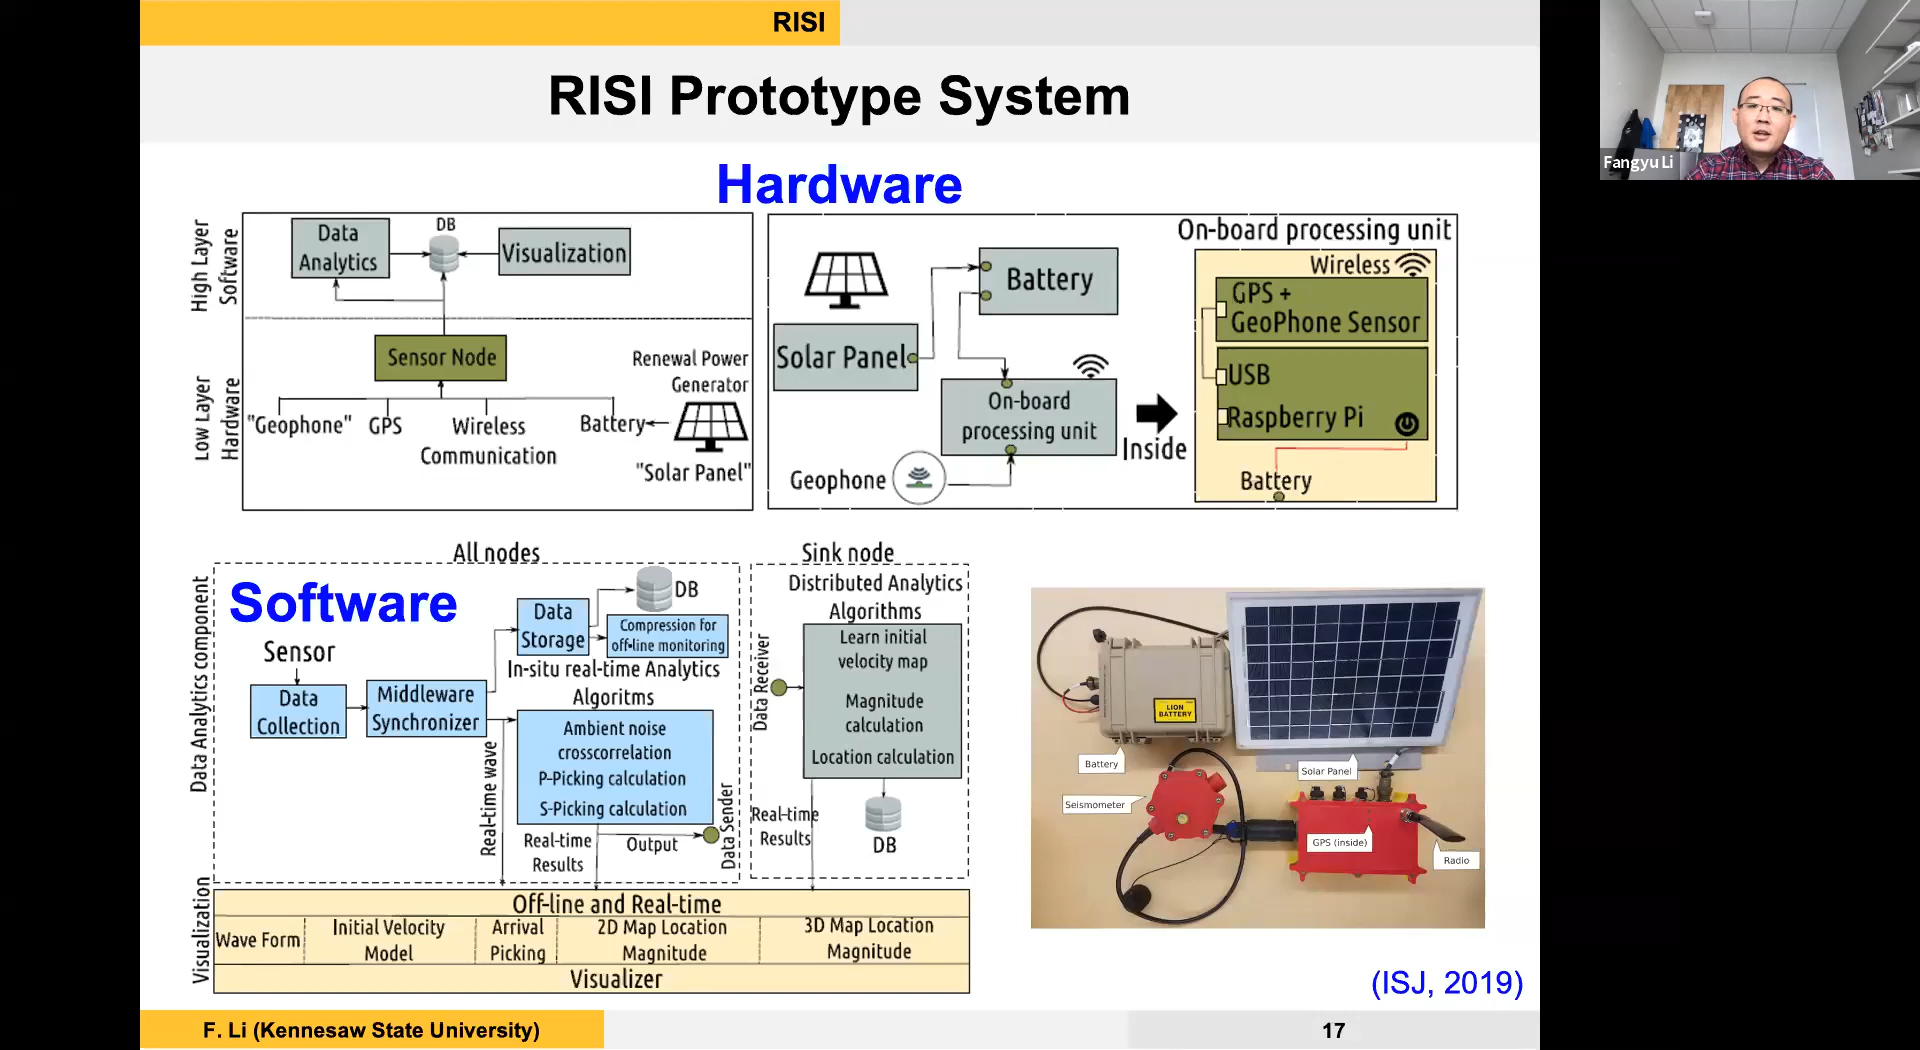 RISI
RISI Prototype System
Fangyu Li
Hardware
High Layer
Software
Data
Analytics
DB
Visualization
Low Layer
Hardware
Sensor Node
Renewal Power
Generator
"Geophone"
GPS
Wireless
Communication
Battery
"Solar Panel"
Solar Panel
Battery
On-board
processing unit
Geophone
Inside
On-board processing unit
Wireless
GPS +
GeoPhone Sensor
USB
Raspberry Pi
Battery
All nodes
Software
Data Analytics component
Sensor
Data
Collection
Middleware
Synchronizer
Data
Storage
DB
Compression for
off-line monitoring
In-situ real-time Analytics
Algoritms
Ambient noise
crosscorrelation
P-Picking calculation
S-Picking calculation
Real-time wave
Real-time
Results
Output
Data Sender
Sink node
Distributed Analytics
Algorithms
Data Receiver
Learn initial
velocity map
Magnitude
calculation
Location calculation
Real-time
Results
DB
Visualization
Off-line and Real-time
Wave Form
Initial Velocity
Model
Arrival
Picking
2D Map Location
Magnitude
3D Map Location
Magnitude
Visualizer
LION
BATTERY
Battery
Solar Panel
Seismometer
GPS (inside)
Radio
(ISJ, 2019)
F. Li (Kennesaw State University)
17